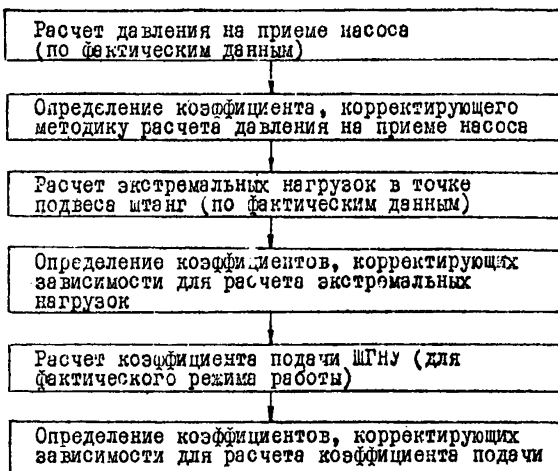 Расчет давления на приеме насоса
(по фактическим данным)
Определение коэффициента, корректирующего
методику расчета давления на приеме насоса
Расчет экстремальных нагрузок в точке
подвеса штанг (по фактическим данным)
Определение коэффициентов, корректирующих
зависимости для расчета экстремальных
нагрузок
Расчет коэффициента подачи ШГНУ (для
фактического режима работы)
Определение коэффициентов, корректирующих
зависимости для расчета коэффициента подачи